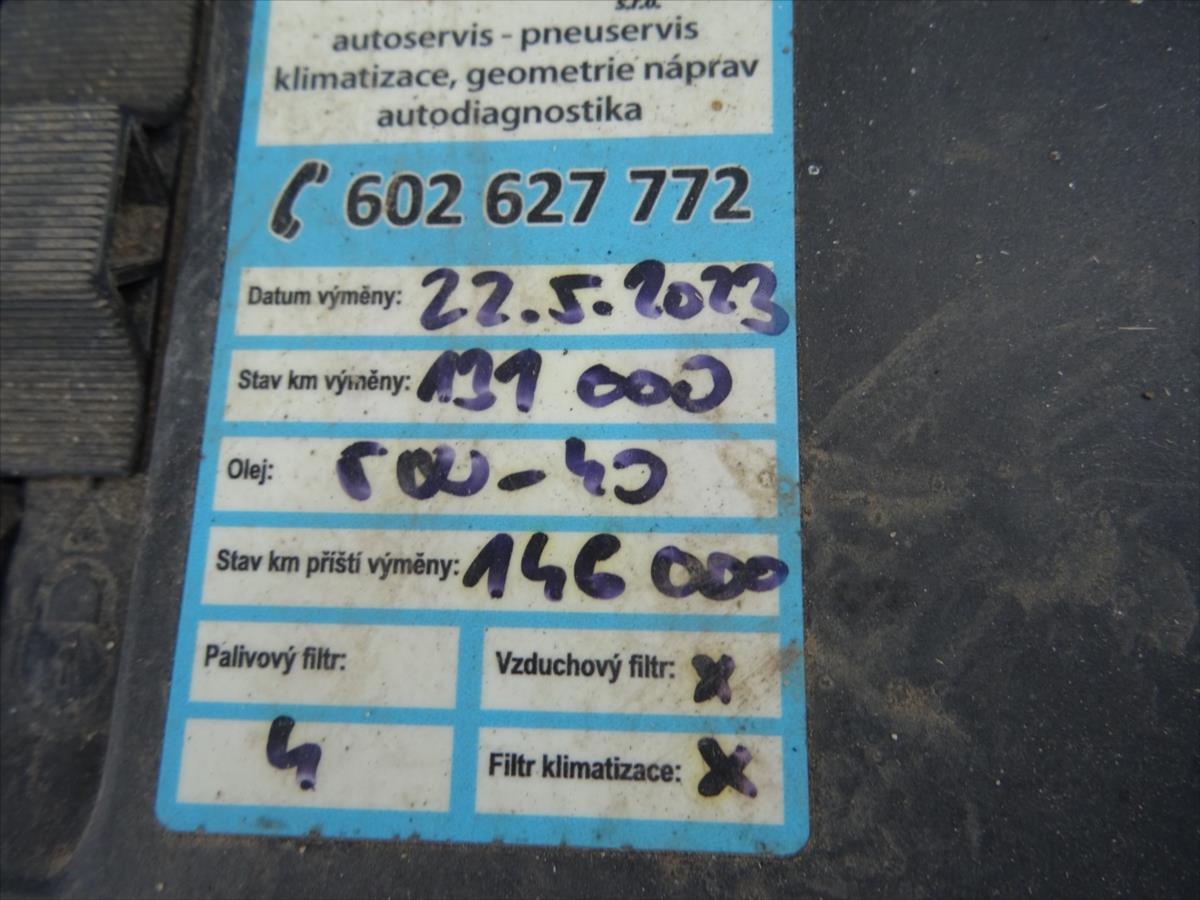 s.r.o.
autoservis - pneuservis
klimatizace, geometrie náprav
autodiagnostika
602 627 772
Datum výměny: 22.5.2023
Stav km výměny: 131 000
Olej: 5W-40
Stav km příští výměny: 146 000
Palivový filtr:
Vzduchový filtr: x
4
Filtr klimatizace: x